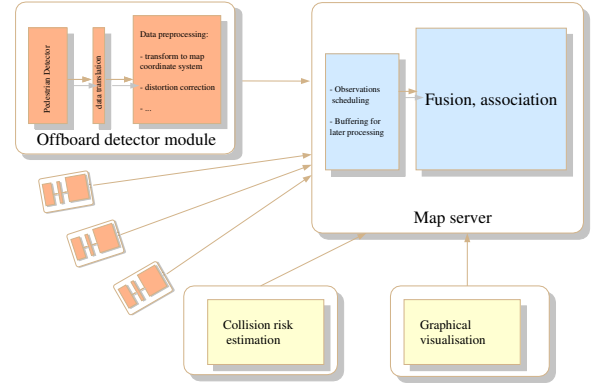 Pedestrian Detector
data translation
Data preprocessing:
- transform to map
coordinate system
- distortion correction
- ...
Offboard detector module
- Observations
scheduling
- Buffering for
later processing
Fusion, association
Map server
Collision risk
estimation
Graphical
visualisation